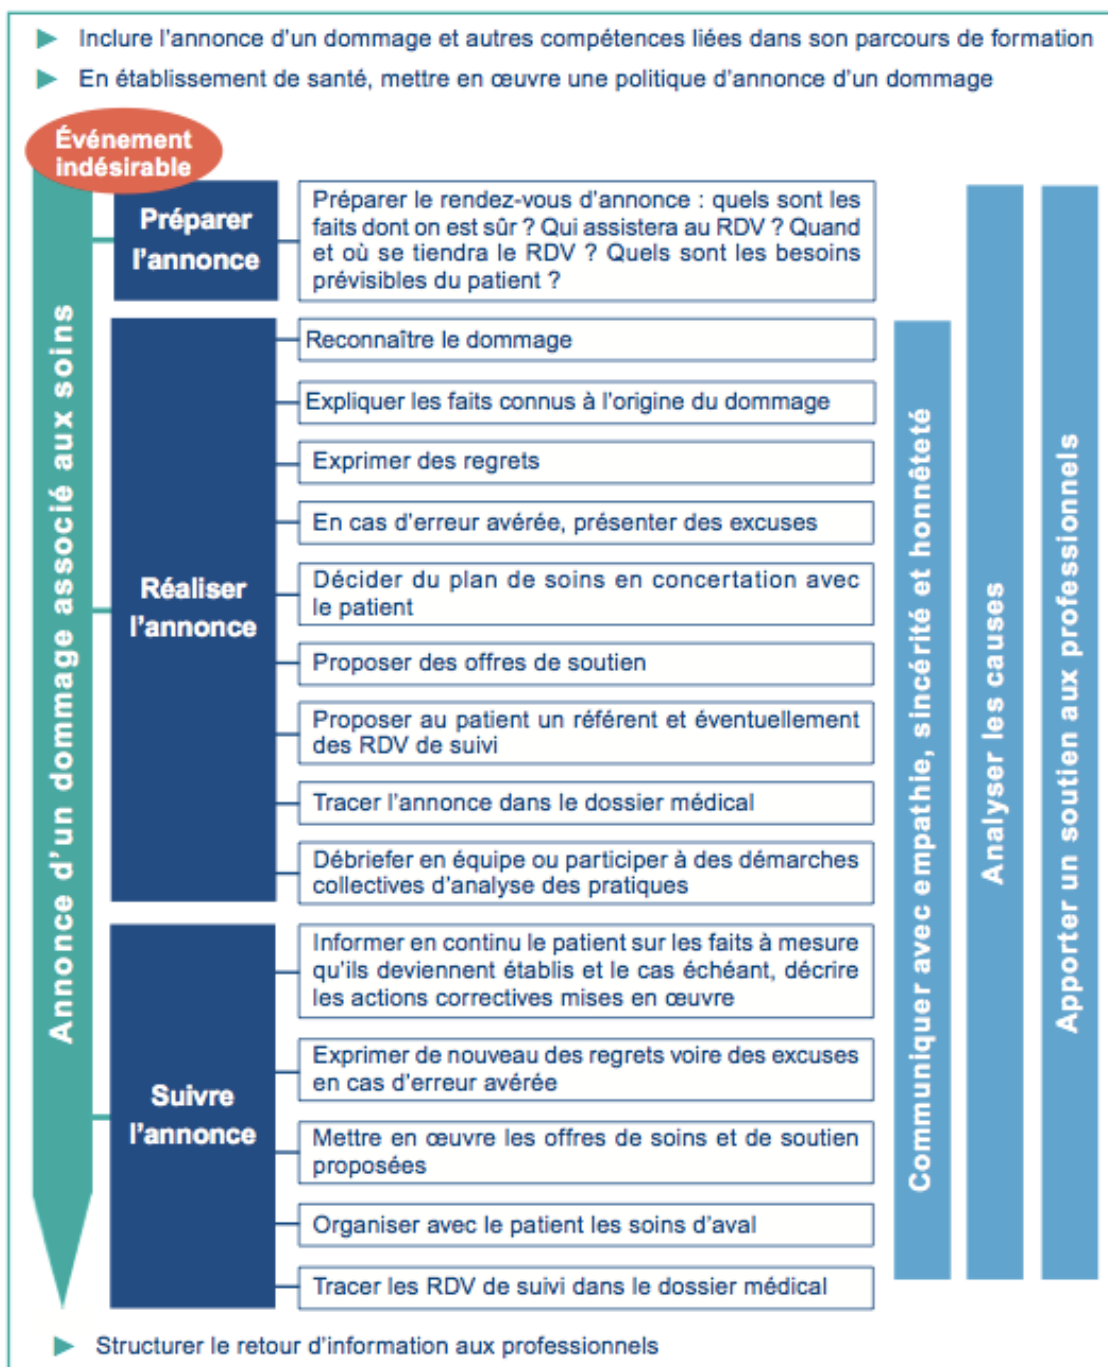 Inclure l'annonce d'un dommage et autres compétences liées dans son parcours de formation
En établissement de santé, mettre en œuvre une politique d'annonce d'un dommage
Événement
indésirable
Annonce d'un dommage associé aux soins
Préparer
l'annonce
Préparer le rendez-vous d'annonce : quels sont les
faits dont on est sûr ? Qui assistera au RDV ? Quand
et où se tiendra le RDV ? Quels sont les besoins
prévisibles du patient ?
Réaliser
l'annonce
Reconnaître le dommage
Expliquer les faits connus à l'origine du dommage
Exprimer des regrets
En cas d'erreur avérée, présenter des excuses
Décider du plan de soins en concertation avec
le patient
Proposer des offres de soutien
Proposer au patient un référent et éventuellement
des RDV de suivi
Tracer l'annonce dans le dossier médical
Débriefer en équipe ou participer à des démarches
collectives d'analyse des pratiques
Suivre
l'annonce
Informer en continu le patient sur les faits à mesure
qu'ils deviennent établis et le cas échéant, décrire
les actions correctives mises en œuvre
Exprimer de nouveau des regrets voire des excuses
en cas d'erreur avérée
Mettre en œuvre les offres de soins et de soutien
proposées
Organiser avec le patient les soins d'aval
Tracer les RDV de suivi dans le dossier médical
Communiquer avec empathie, sincérité et honnêteté
Analyser les causes
Apporter un soutien aux professionnels
Structurer le retour d'information aux professionnels